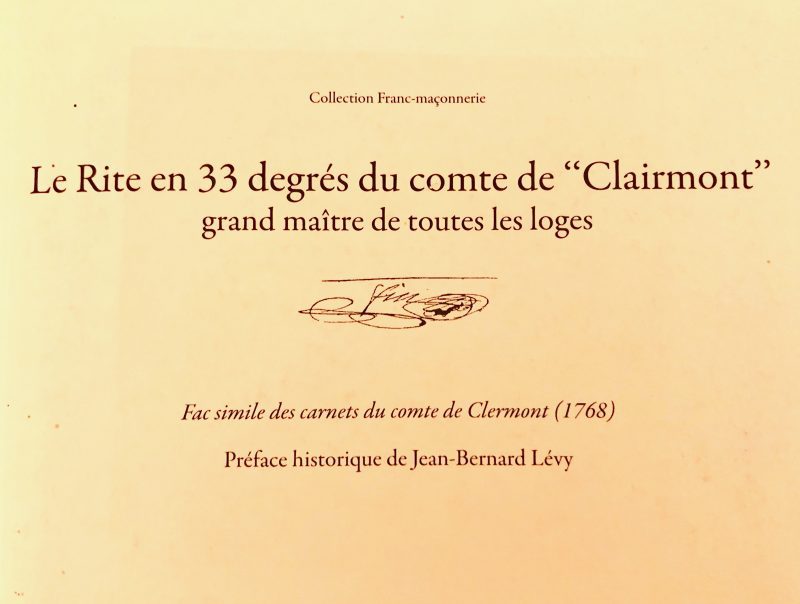 Collection Franc-maçonnerie
Le Rite en 33 degrés du comte de “Clairmont”
grand maître de toutes les loges
Fin
Fac simile des carnets du comte de Clermont (1768)
Préface historique de Jean-Bernard Lévy